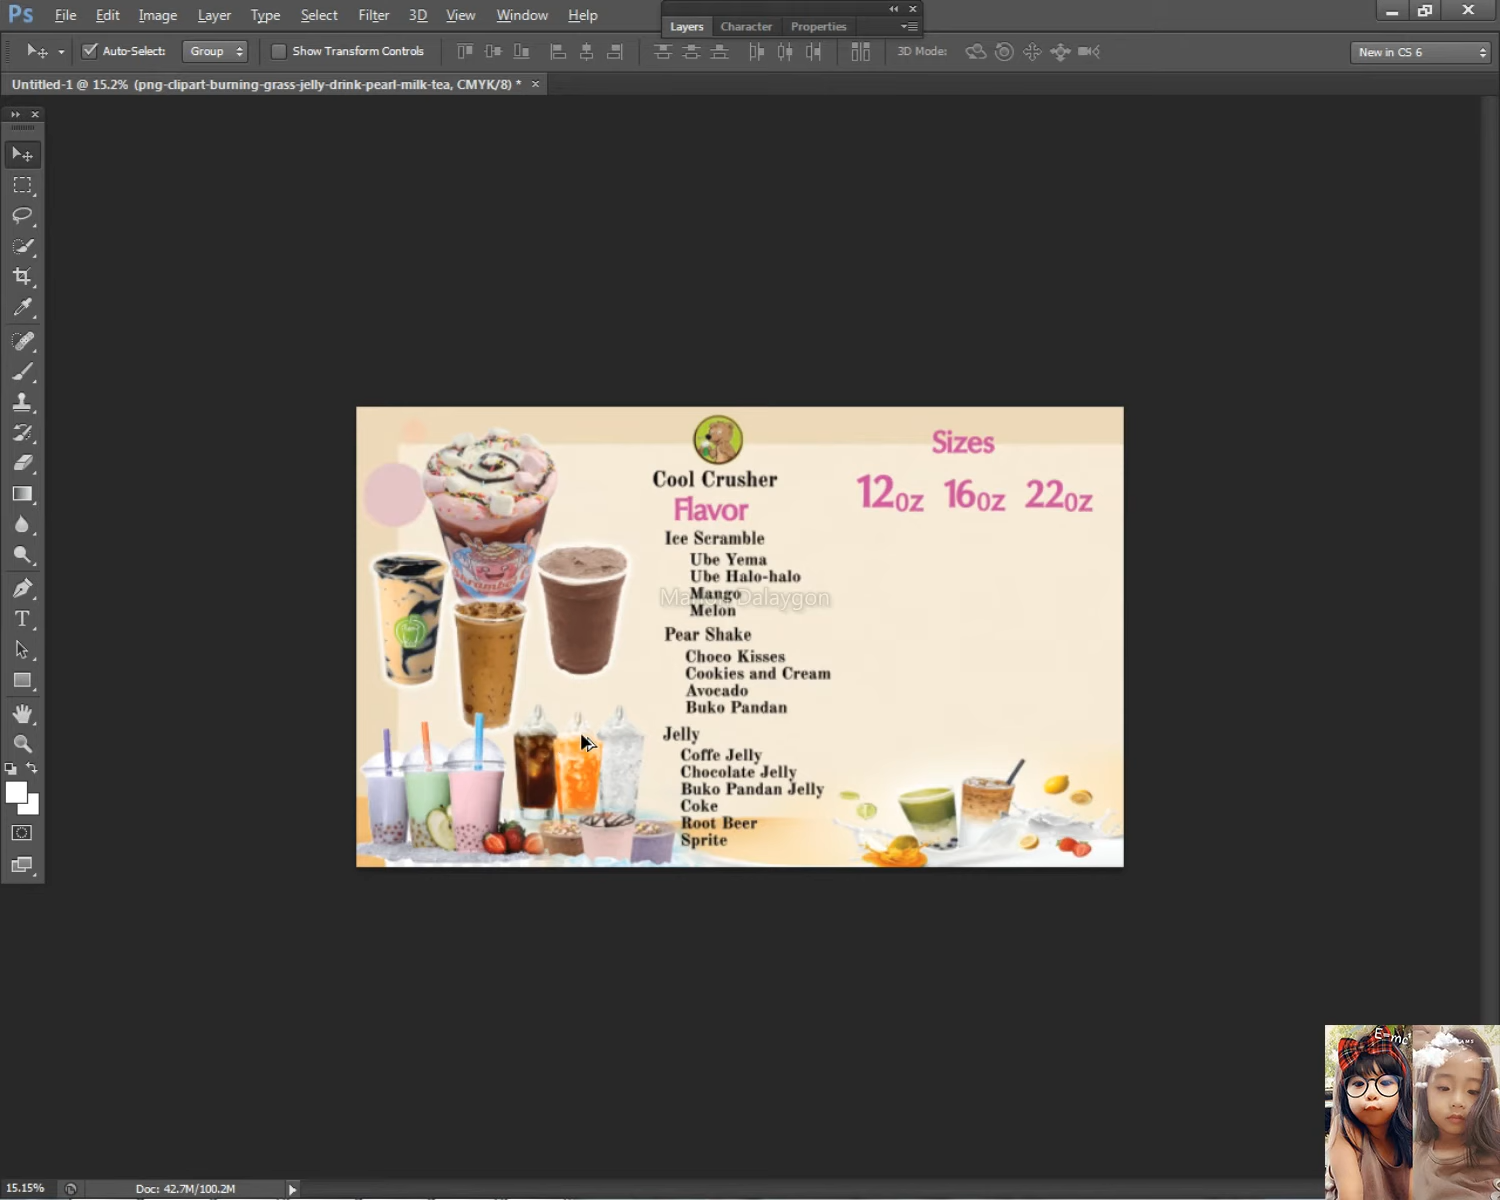 Ps File Edit Image Layer Type Select Filter 3D View Window Help
Layers Character Properties
Auto-Select: Group Show Transform Controls 3D Mode: New in CS 6
Untitled-1 @ 15.2% (png-clipart-burning-grass-jelly-drink-pearl-milk-tea, CMYK/8) *
Cool Crusher
Flavor
Ice Scramble
Ube Yema
Ube Halo-halo
Mango
Melon
Pear Shake
Choco Kisses
Cookies and Cream
Avocado
Buko Pandan
Jelly
Coffe Jelly
Chocolate Jelly
Buko Pandan Jelly
Coke
Root Beer
Sprite
Sizes
12oz 16oz 22oz
Dalaygon
E=mc²
15.15% Doc: 42.7M/100.2M